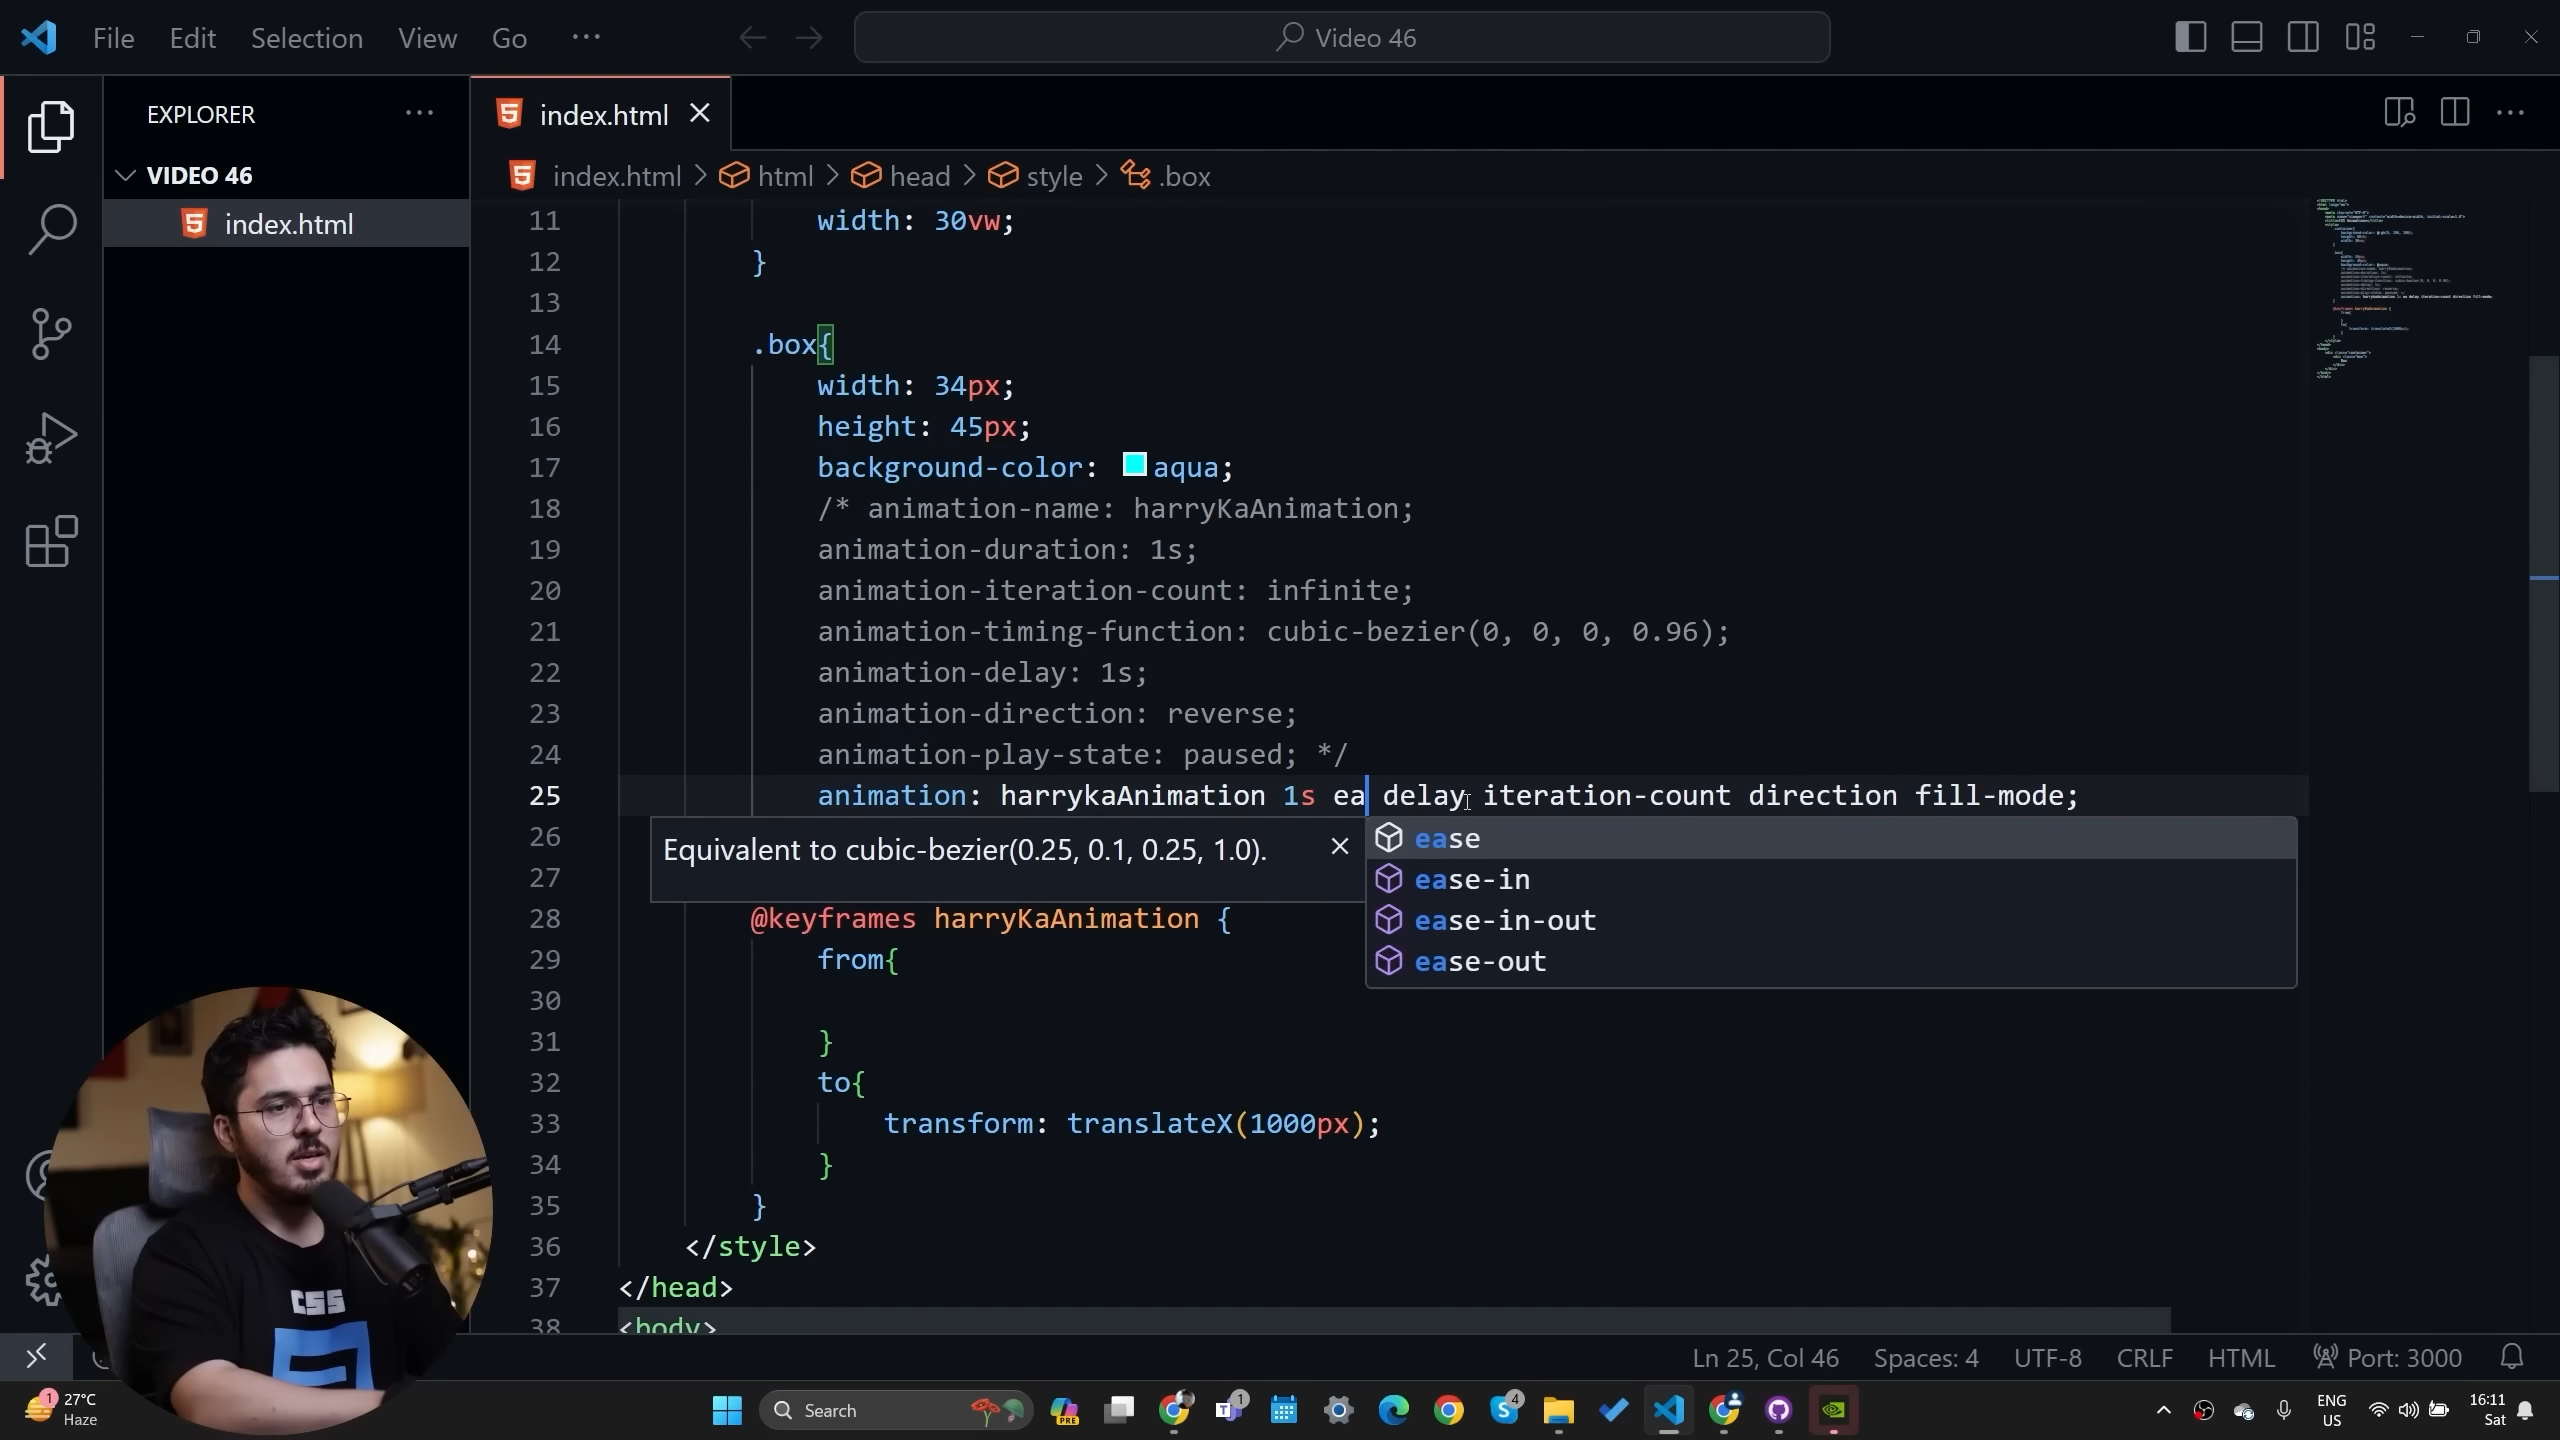 File Edit Selection View Go ···
Video 46
EXPLORER ···
VIDEO 46
index.html
index.html
index.html > html > head > style > .box
11 width: 30vw;
12 }
13
14 .box{
15 width: 34px;
16 height: 45px;
17 background-color: aqua;
18 /* animation-name: harryKaAnimation;
19 animation-duration: 1s;
20 animation-iteration-count: infinite;
21 animation-timing-function: cubic-bezier(0, 0, 0, 0.96);
22 animation-delay: 1s;
23 animation-direction: reverse;
24 animation-play-state: paused; */
25 animation: harrykaAnimation 1s ea delay iteration-count direction fill-mode;
26
Equivalent to cubic-bezier(0.25, 0.1, 0.25, 1.0).
ease
ease-in
ease-in-out
ease-out
27
28 @keyframes harryKaAnimation {
29 from{
30
31 }
32 to{
33 transform: translateX(1000px);
34 }
35 }
36 </style>
37 </head>
38 <body>
CSS
Ln 25, Col 46 Spaces: 4 UTF-8 CRLF HTML Port: 3000
1
27°C
Haze
Search
PRE
1
4
ENG
US
16:11
Sat